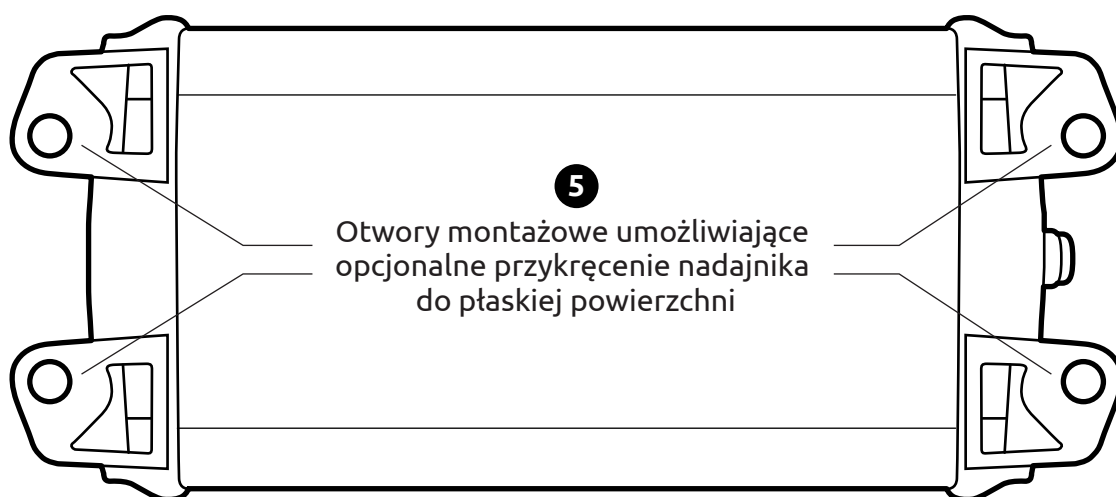 5
Otwory montażowe umożliwiające
opcjonalne przykręcenie nadajnika
do płaskiej powierzchni